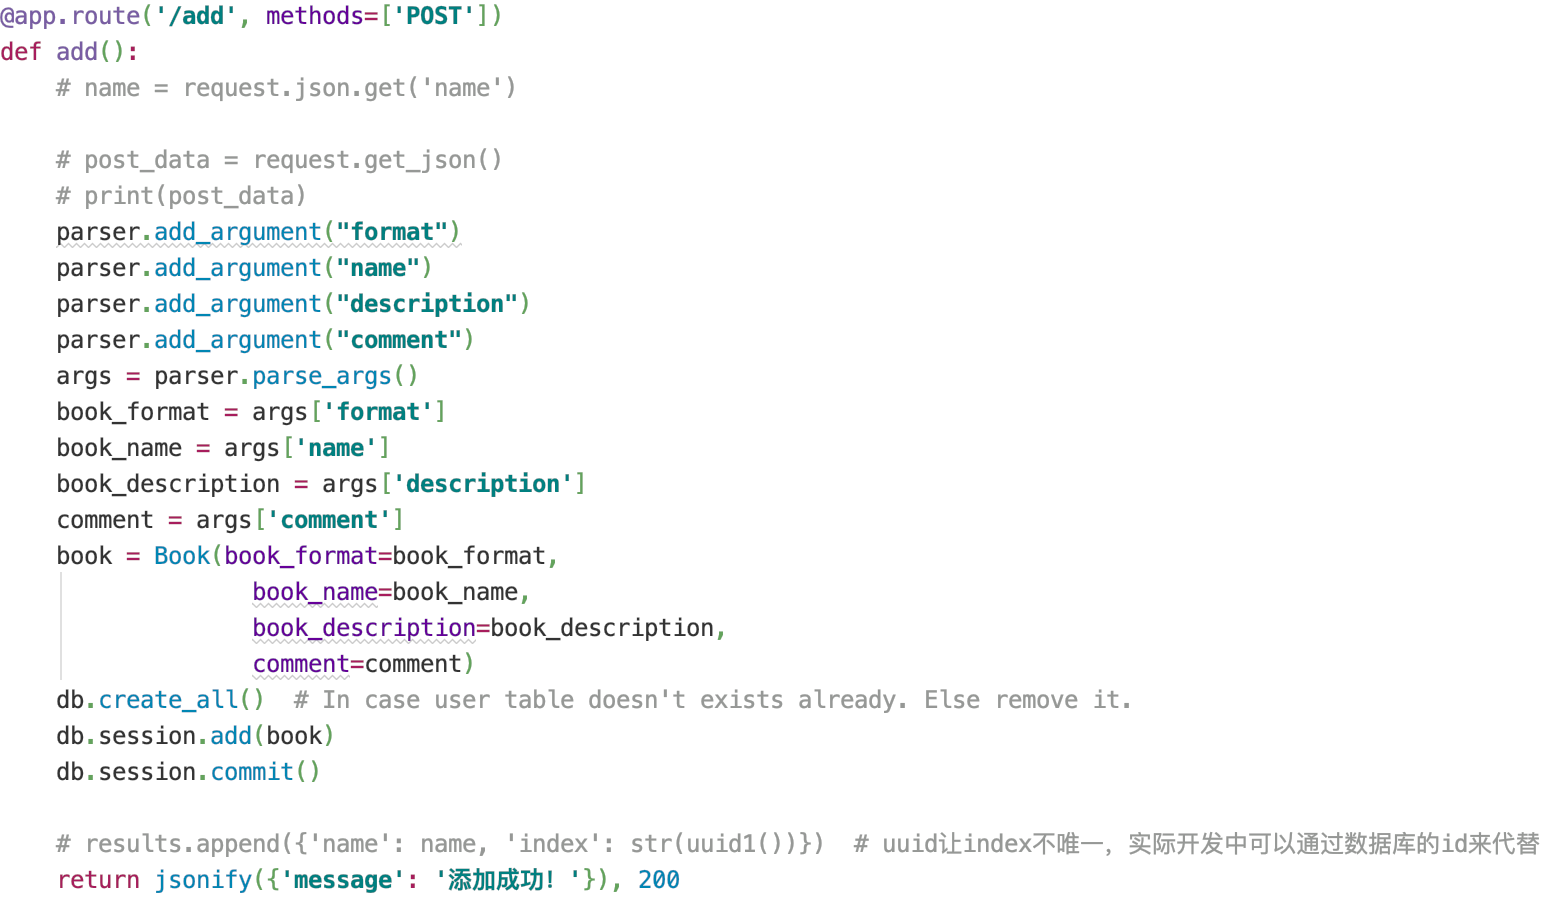 @app.route('/add', methods=['POST'])
def add():
    # name = request.json.get('name')

    # post_data = request.get_json()
    # print(post_data)
    parser.add_argument("format")
    parser.add_argument("name")
    parser.add_argument("description")
    parser.add_argument("comment")
    args = parser.parse_args()
    book_format = args['format']
    book_name = args['name']
    book_description = args['description']
    comment = args['comment']
    book = Book(book_format=book_format,
                book_name=book_name,
                book_description=book_description,
                comment=comment)
    db.create_all()  # In case user table doesn't exists already. Else remove it.
    db.session.add(book)
    db.session.commit()

    # results.append({'name': name, 'index': str(uuid1())})  # uuid让index不唯一，实际开发中可以通过数据库的id来代替
    return jsonify({'message': '添加成功！'}), 200